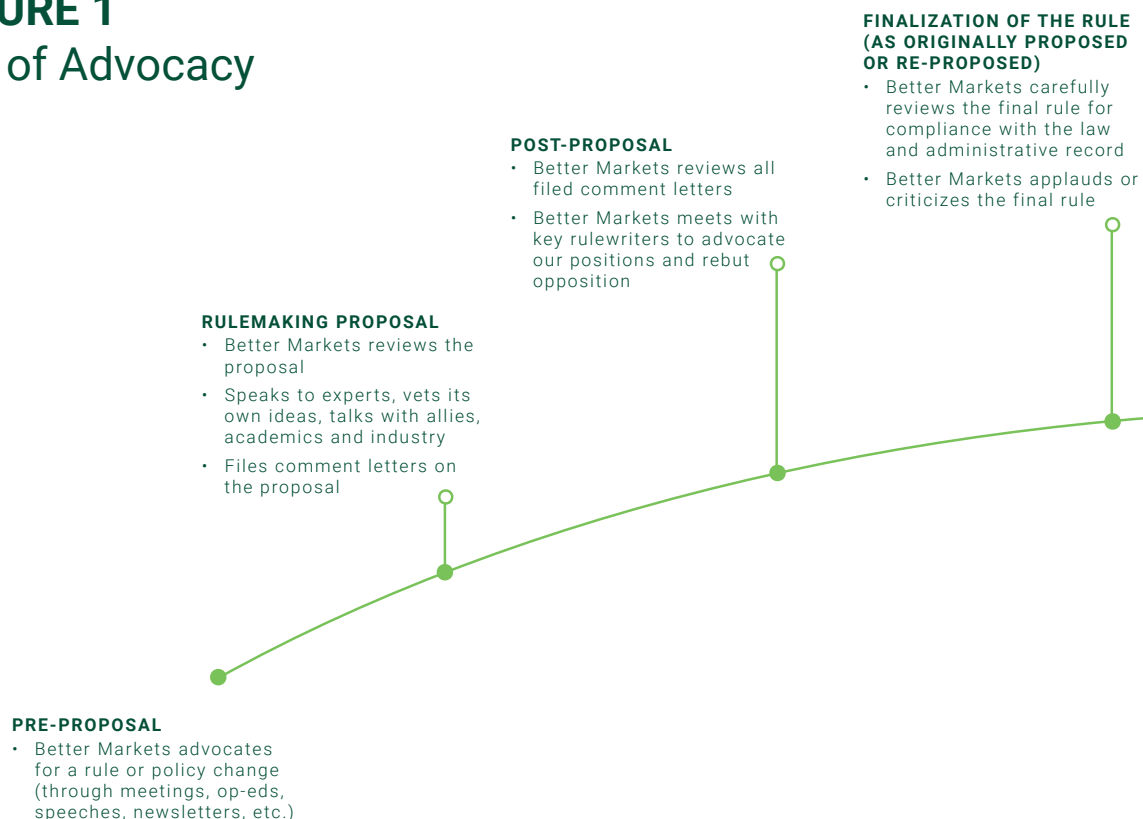 URE 1
of Advocacy
FINALIZATION OF THE RULE
(AS ORIGINALLY PROPOSED
OR RE-PROPOSED)
• Better Markets carefully
reviews the final rule for
compliance with the law
and administrative record
• Better Markets applauds or
criticizes the final rule
POST-PROPOSAL
• Better Markets reviews all
filed comment letters
• Better Markets meets with
key rulewriters to advocate
our positions and rebut
opposition
RULEMAKING PROPOSAL
• Better Markets reviews the
proposal
• Speaks to experts, vets its
own ideas, talks with allies,
academics and industry
• Files comment letters on
the proposal
PRE-PROPOSAL
• Better Markets advocates
for a rule or policy change
(through meetings, op-eds,
speeches, newsletters, etc.)